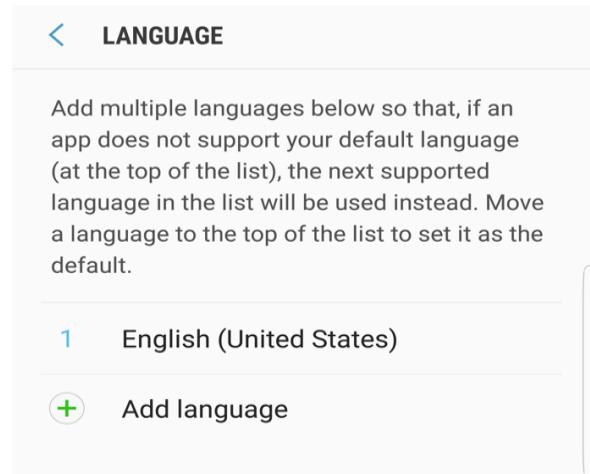 LANGUAGE
Add multiple languages below so that, if an
app does not support your default language
(at the top of the list), the next supported
language in the list will be used instead. Move
a language to the top of the list to set it as the
default.
1 English (United States)
Add language